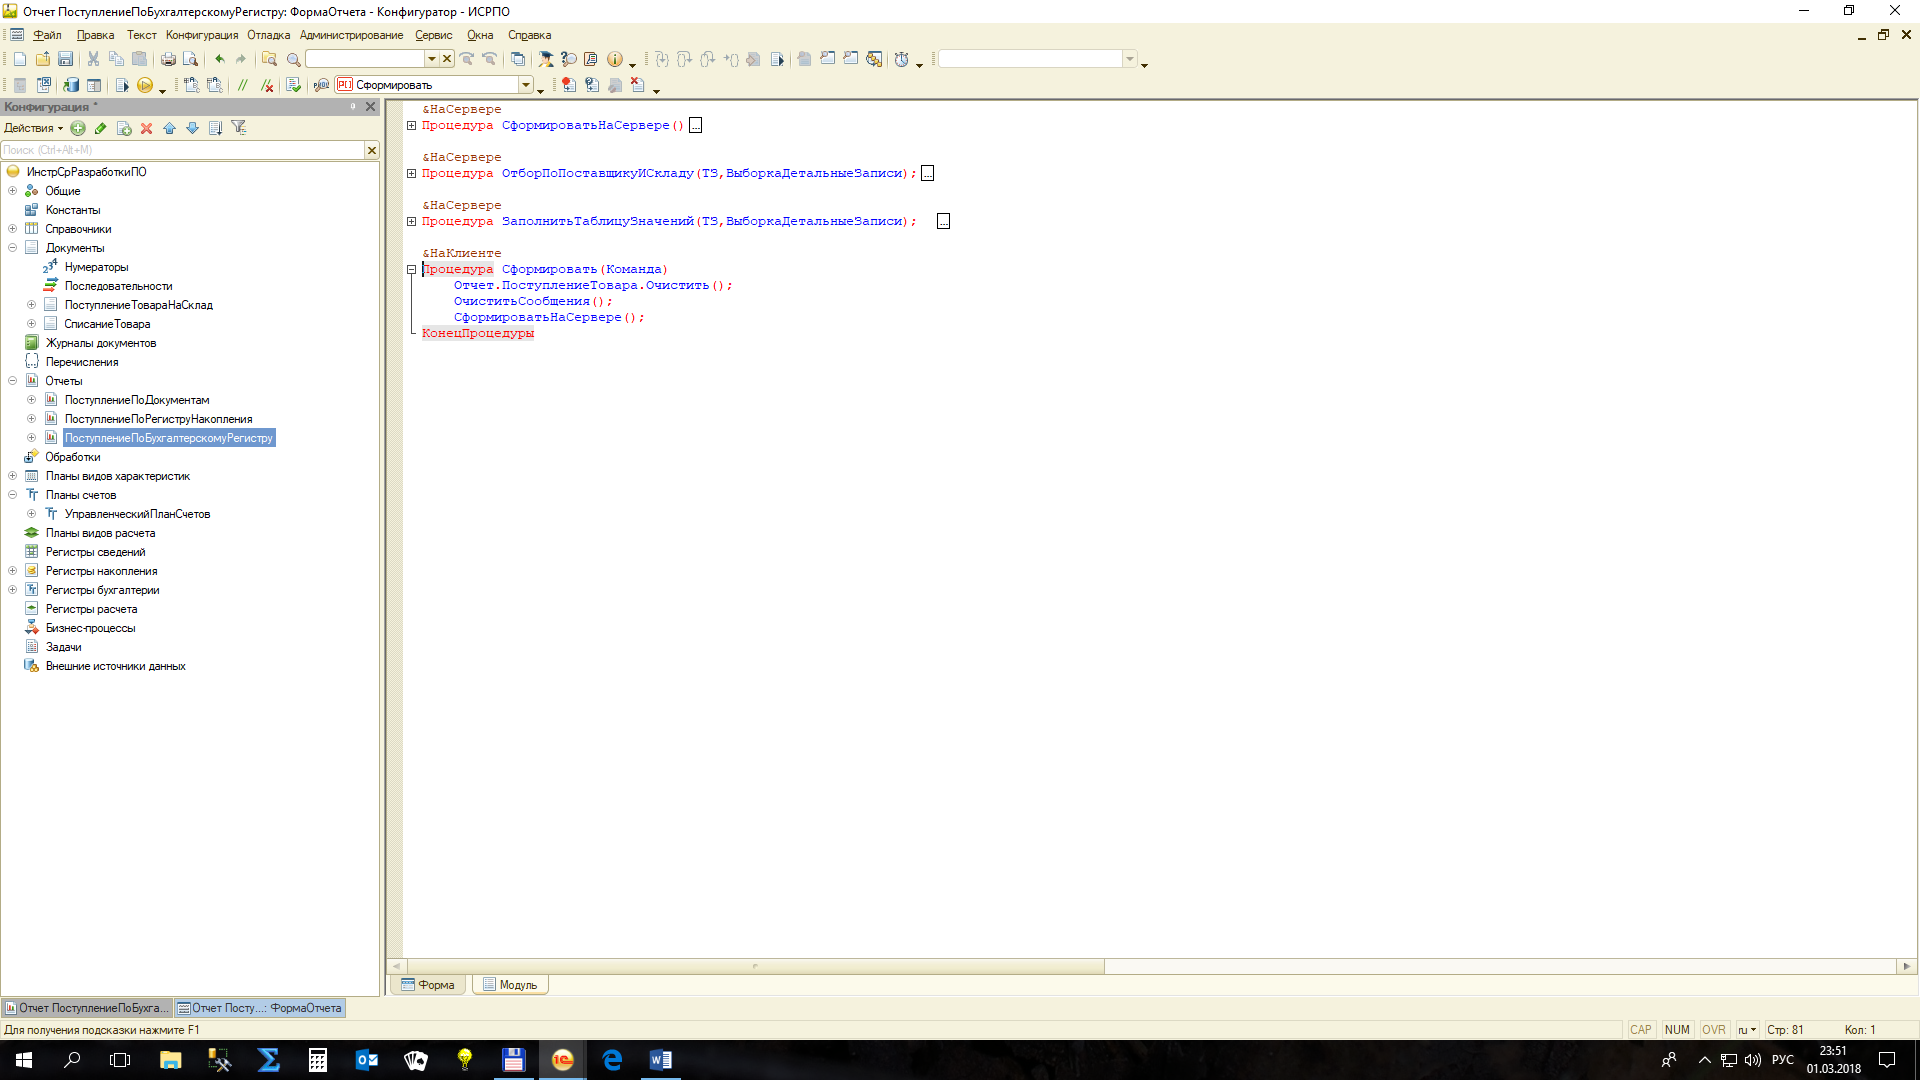 Отчет ПоступлениеПоБухгалтерскомуРегистру: ФормаОтчета - Конфигуратор - ИСРПО
Файл Правка Текст Конфигурация Отладка Администрирование Сервис Окна Справка
Сформировать
Конфигурация *
Действия
Поиск (Ctrl+Alt+M)
ИнстрСрРазработкиПО
Общие
Константы
Справочники
Документы
Нумераторы
Последовательности
ПоступлениеТовараНаСклад
СписаниеТовара
Журналы документов
Перечисления
Отчеты
ПоступлениеПоДокументам
ПоступлениеПоРегиструНакопления
ПоступлениеПоБухгалтерскомуРегистру
Обработки
Планы видов характеристик
Планы счетов
УправленческийПланСчетов
Планы видов расчета
Регистры сведений
Регистры накопления
Регистры бухгалтерии
Регистры расчета
Бизнес-процессы
Задачи
Внешние источники данных
&НаСервере
Процедура СформироватьНаСервере() ...
&НаСервере
Процедура ОтборПоПоставщикуИСкладу(ТЗ,ВыборкаДетальныеЗаписи); ...
&НаСервере
Процедура ЗаполнитьТаблицуЗначений(ТЗ,ВыборкаДетальныеЗаписи); ...
&НаКлиенте
Процедура Сформировать(Команда)
Отчет.ПоступлениеТовара.Очистить();
ОчиститьСообщения();
СформироватьНаСервере();
КонецПроцедуры
Форма Модуль
Отчет ПоступлениеПоБухга... Отчет Посту...: ФормаОтчета
Для получения подсказки нажмите F1
CAP NUM OVR ru Стр: 81 Кол: 1
РУС
23:51
01.03.2018